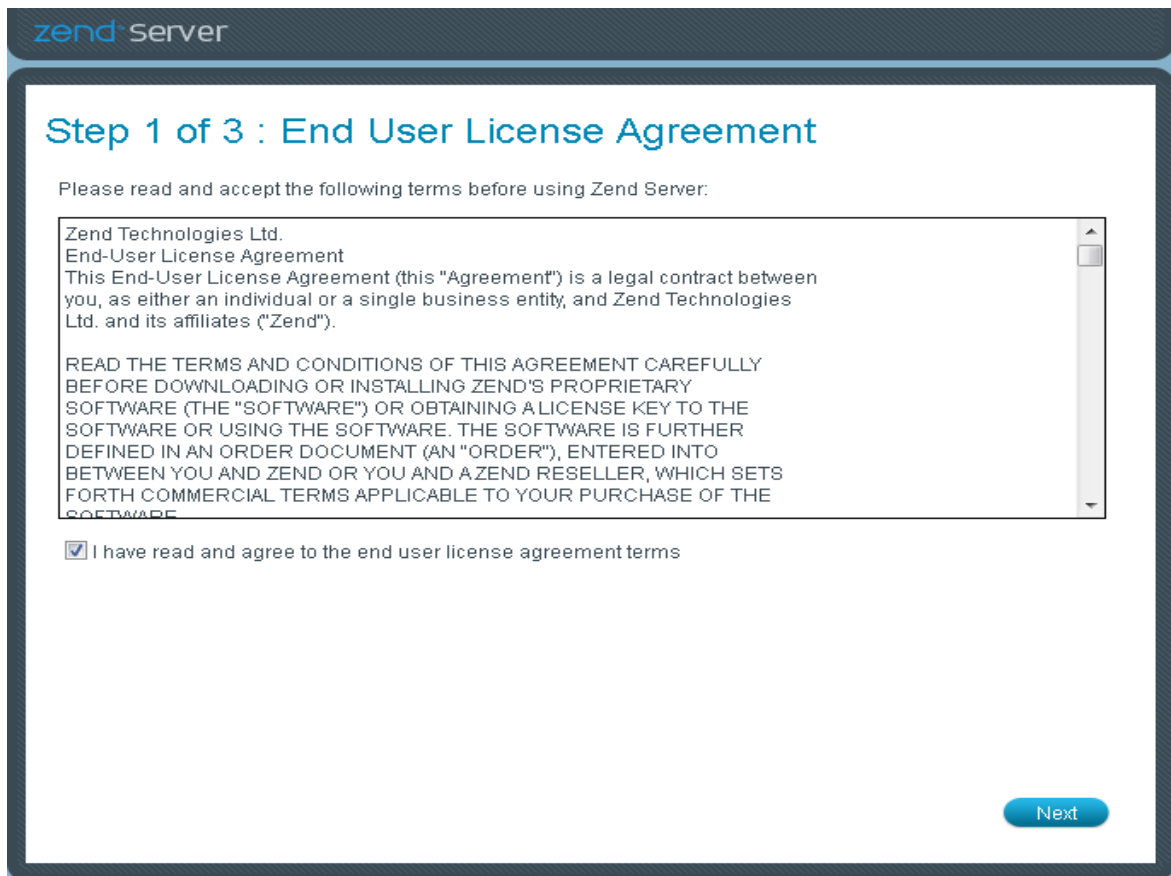 zend Server
Step 1 of 3 : End User License Agreement
Please read and accept the following terms before using Zend Server:
Zend Technologies Ltd.
End-User License Agreement
This End-User License Agreement (this "Agreement") is a legal contract between
you, as either an individual or a single business entity, and Zend Technologies
Ltd. and its affiliates ("Zend").
READ THE TERMS AND CONDITIONS OF THIS AGREEMENT CAREFULLY
BEFORE DOWNLOADING OR INSTALLING ZEND'S PROPRIETARY
SOFTWARE (THE "SOFTWARE") OR OBTAINING A LICENSE KEY TO THE
SOFTWARE OR USING THE SOFTWARE. THE SOFTWARE IS FURTHER
DEFINED IN AN ORDER DOCUMENT (AN "ORDER"), ENTERED INTO
BETWEEN YOU AND ZEND OR YOU AND A ZEND RESELLER, WHICH SETS
FORTH COMMERCIAL TERMS APPLICABLE TO YOUR PURCHASE OF THE
SOFTWARE
I have read and agree to the end user license agreement terms
Next